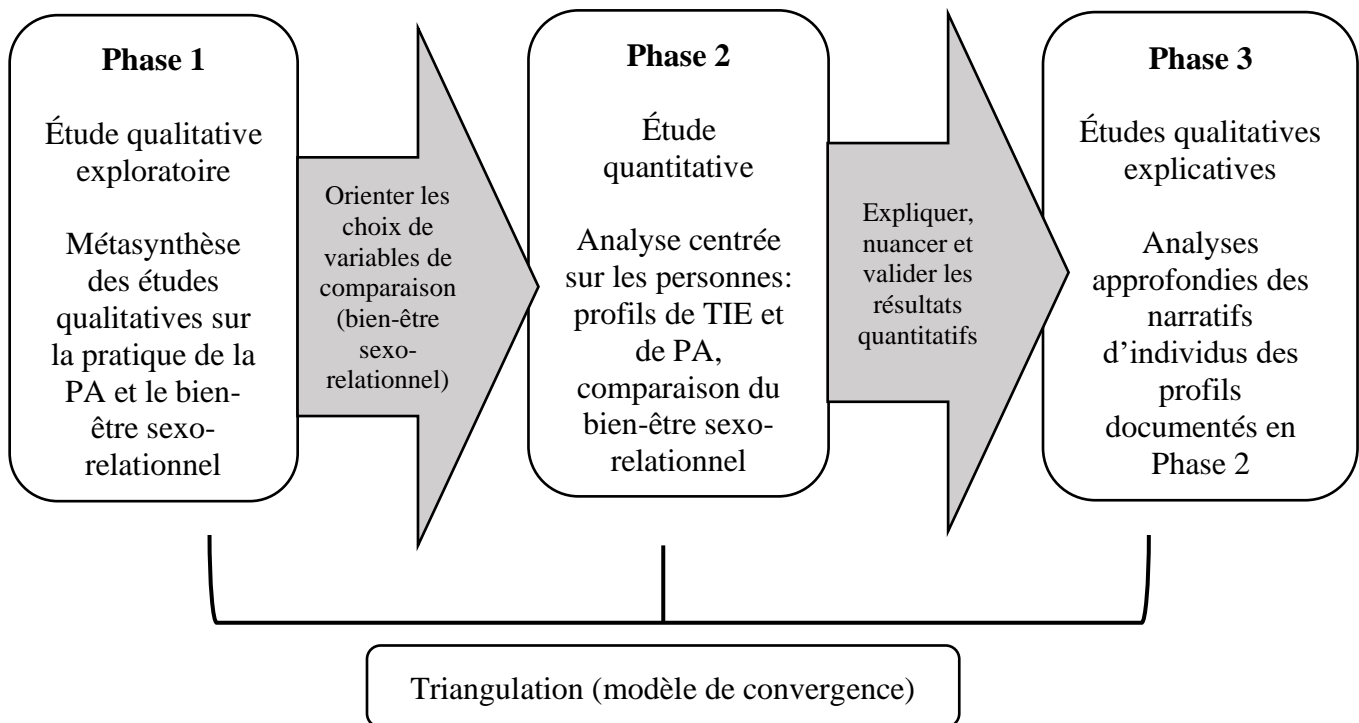 Phase 1
Étude qualitative
exploratoire
Métasynthèse
des études
qualitatives sur
la pratique de la
PA et le bien-
être sexo-
relationnel
Orienter les
choix de
variables de
comparaison
(bien-être
sexo-
relationnel)
Phase 2
Étude
quantitative
Analyse centrée
sur les personnes:
profils de TIE et
de PA,
comparaison du
bien-être sexo-
relationnel
Expliquer,
nuancer et
valider les
résultats
quantitatifs
Phase 3
Études qualitatives
explicatives
Analyses
approfondies des
narratifs
d’individus des
profils
documentés en
Phase 2
Triangulation (modèle de convergence)